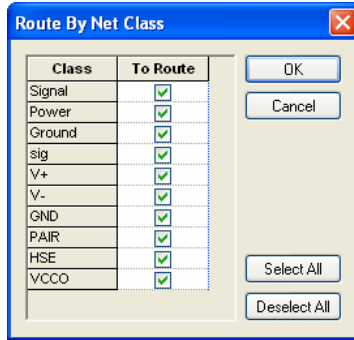 Route By Net Class
Class To Route
OK
Signal
Power
Cancel
Ground
sig
V+
V-
GND
PAIR
HSE
Select All
VCCO
Deselect All